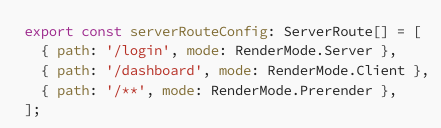 export const serverRouteConfig: ServerRoute[] = [
  { path: '/login', mode: RenderMode.Server },
  { path: '/dashboard', mode: RenderMode.Client },
  { path: '/**', mode: RenderMode.Prerender },
];